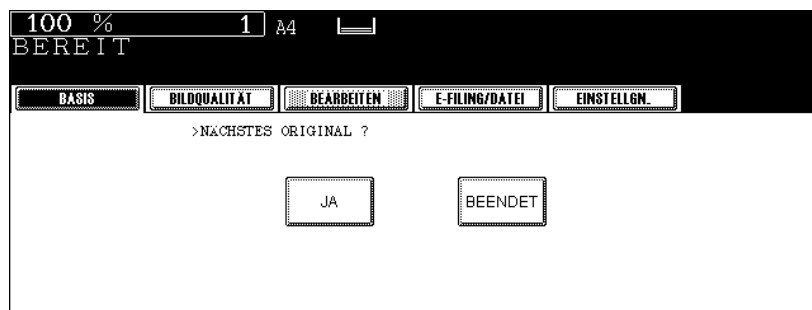 100 % 1 A4
BEREIT
BASIS BILDQUALITÄT BEARBEITEN E-FILING/DATEI EINSTELLGN.
>NÄCHSTES ORIGINAL ?
JA BEENDET